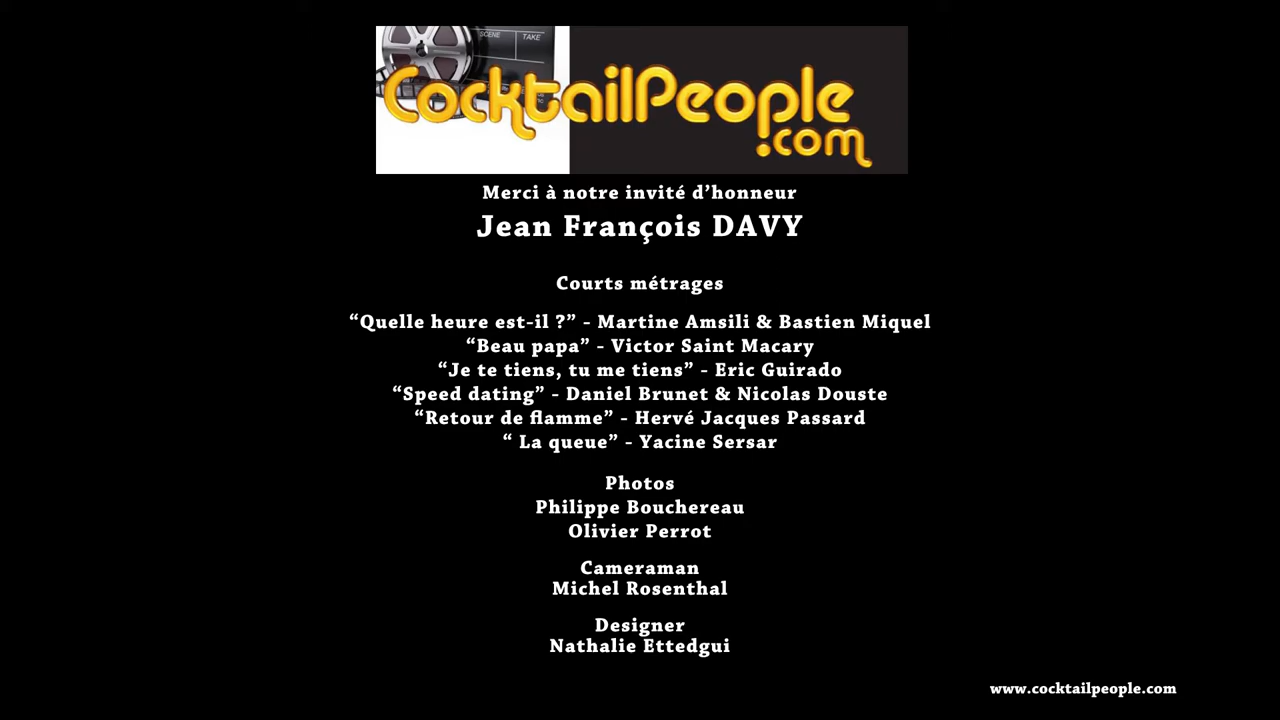 SCENE TAKE
CocktailPeople
.com
Merci à notre invité d’honneur
Jean François DAVY
Courts métrages
“Quelle heure est-il ?” - Martine Amsili & Bastien Miquel
“Beau papa” - Victor Saint Macary
“Je te tiens, tu me tiens” - Eric Guirado
“Speed dating” - Daniel Brunet & Nicolas Douste
“Retour de flamme” - Hervé Jacques Passard
“ La queue” - Yacine Sersar
Photos
Philippe Bouchereau
Olivier Perrot
Cameraman
Michel Rosenthal
Designer
Nathalie Ettedgui
www.cocktailpeople.com